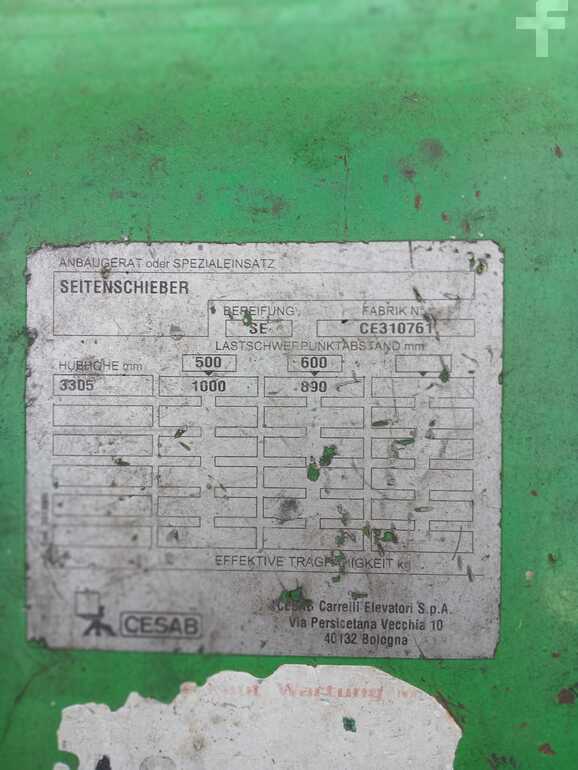 ANBAUGERÄT oder SPEZIALEINSATZ
SEITENSCHIEBER
BEREIFUNG FABRIK N°
SE CE310761
LASTSCHWERPUNKTABSTAND mm
500 600
HUBHÖHE mm
3305 1000 890
EFFEKTIVE TRAGFÄHIGKEIT kg
CESAB
CESAB Carrelli Elevatori S.p.A.
Via Persicetana Vecchia 10
40132 Bologna
Wartung